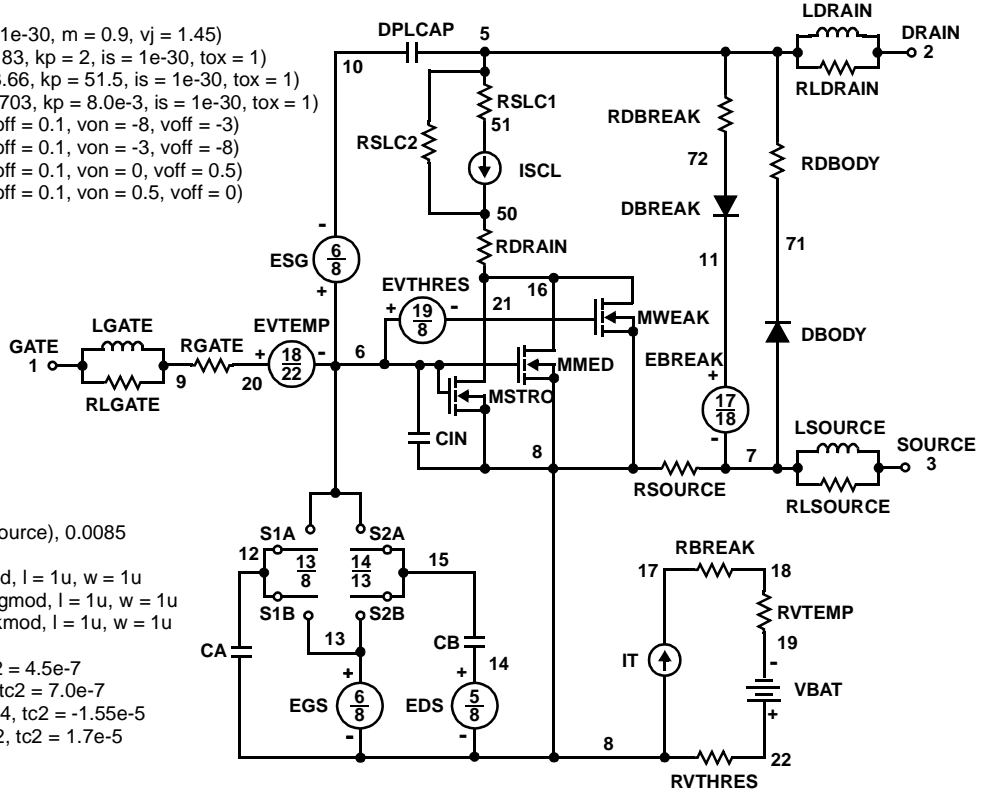 1e-30, m = 0.9, vj = 1.45)
83, kp = 2, is = 1e-30, tox = 1)
.66, kp = 51.5, is = 1e-30, tox = 1)
703, kp = 8.0e-3, is = 1e-30, tox = 1)
off = 0.1, von = -8, voff = -3)
off = 0.1, von = -3, voff = -8)
off = 0.1, von = 0, voff = 0.5)
off = 0.1, von = 0.5, voff = 0)
ource), 0.0085
d, l = 1u, w = 1u
gmod, l = 1u, w = 1u
kmod, l = 1u, w = 1u
2 = 4.5e-7
tc2 = 7.0e-7
4, tc2 = -1.55e-5
2, tc2 = 1.7e-5
DPLCAP
5
10
LDRAIN
DRAIN
2
RLDRAIN
RSLC1
51
RSLC2
ISCL
50
RDRAIN
RDBREAK
72
DBREAK
11
RDBODY
71
DBODY
-
ESG
6
8
+
EVTHRES
+
19
8
-
21
16
MWEAK
EBREAK
+
17
18
-
MMED
MSTRO
LGATE
GATE
1
RLGATE
9
RGATE
20
EVTEMP
+
18
22
-
6
CIN
8
RSOURCE
7
LSOURCE
SOURCE
3
RLSOURCE
S1A
S2A
12
13
8
14
13
15
S1B
S2B
13
CA
CB
14
+
EGS
6
8
-
+
EDS
5
8
-
8
RBREAK
17
18
RVTEMP
19
IT
-
VBAT
+
22
RVTHRES